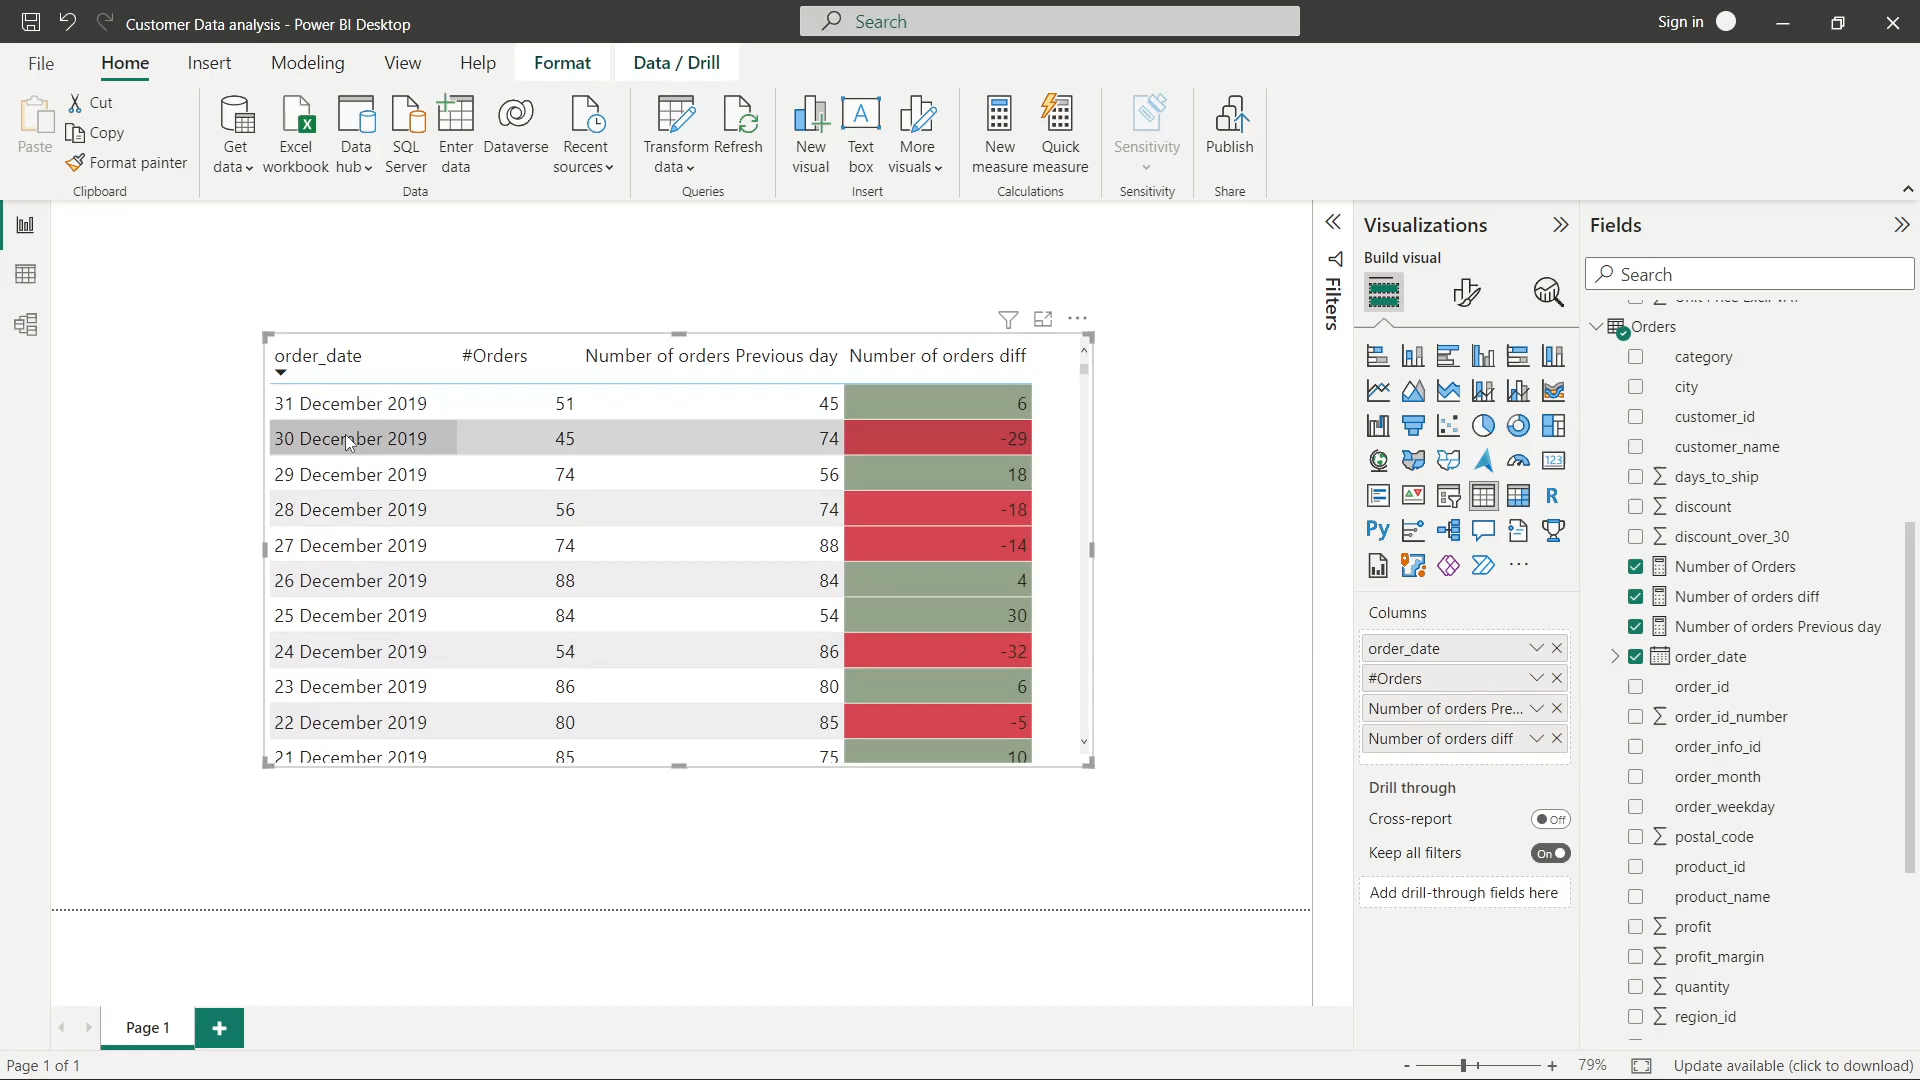 Customer Data analysis - Power BI Desktop
Search
Sign in
File
Home
Insert
Modeling
View
Help
Format
Data / Drill
Paste
Cut
Copy
Format painter
Clipboard
Get data
Excel workbook
Data hub
SQL Server
Enter data
Dataverse
Recent sources
Data
Transform data
Refresh
Queries
New visual
Text box
More visuals
Insert
New measure
Quick measure
Calculations
Sensitivity
Sensitivity
Publish
Share
order_date #Orders Number of orders Previous day Number of orders diff
31 December 2019 51 45 6
30 December 2019 45 74 -29
29 December 2019 74 56 18
28 December 2019 56 74 -18
27 December 2019 74 88 -14
26 December 2019 88 84 4
25 December 2019 84 54 30
24 December 2019 54 86 -32
23 December 2019 86 80 6
22 December 2019 80 85 -5
21 December 2019 85 75 10
Filters
Visualizations
Build visual
123
R
Py
Columns
order_date
#Orders
Number of orders Pre...
Number of orders diff
Drill through
Cross-report
Off
Keep all filters
On
Add drill-through fields here
Fields
Search
Orders
category
city
customer_id
customer_name
days_to_ship
discount
discount_over_30
Number of Orders
Number of orders diff
Number of orders Previous day
order_date
order_id
order_id_number
order_info_id
order_month
order_weekday
postal_code
product_id
product_name
profit
profit_margin
quantity
region_id
Page 1
Page 1 of 1
- + 79%
Update available (click to download)